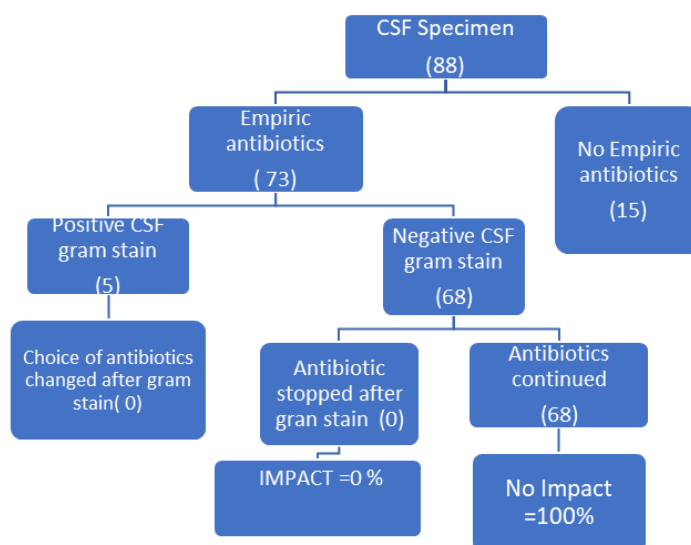 CSF Specimen
(88)
Empiric
antibiotics
( 73)
No Empiric
antibiotics
(15)
Positive CSF
gram stain
(5)
Negative CSF
gram stain
(68)
Choice of antibiotics
changed after gram
stain( 0)
Antibiotic
stopped after
gran stain (0)
Antibiotics
continued
(68)
IMPACT =0 %
No Impact
=100%